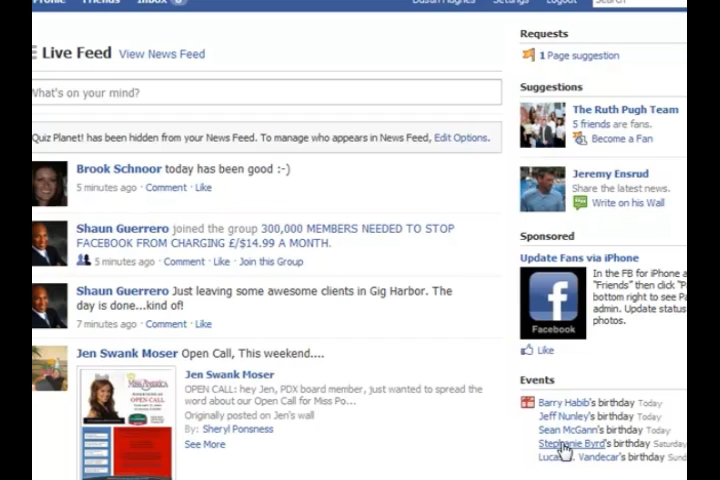 Profile Friends Inbox
Settings Logout Search
Live Feed View News Feed
What's on your mind?
Quiz Planet! has been hidden from your News Feed. To manage who appears in News Feed, Edit Options.
Brook Schnoor today has been good :-)
5 minutes ago · Comment · Like
Shaun Guerrero joined the group 300,000 MEMBERS NEEDED TO STOP
FACEBOOK FROM CHARGING £/$14.99 A MONTH.
5 minutes ago · Comment · Like · Join this Group
Shaun Guerrero Just leaving some awesome clients in Gig Harbor. The
day is done...kind of!
7 minutes ago · Comment · Like
Jen Swank Moser Open Call, This weekend....
Jen Swank Moser
OPEN CALL: hey Jen, PDX board member, just wanted to spread the
word about our Open Call for Miss Po...
Originally posted on Jen's wall
By: Sheryl Ponsness
See More
MISS AMERICA
OPEN CALL
Requests
1 Page suggestion
Suggestions
The Ruth Pugh Team
5 friends are fans.
Become a Fan
Jeremy Ensrud
Share the latest news.
Write on his Wall
Sponsored
Update Fans via iPhone
In the FB for iPhone a
"Friends" then click "P
bottom right to see Pa
admin. Update status
photos.
Facebook
Like
Events
Barry Habib's birthday Today
Jeff Nunley's birthday Today
Sean McGann's birthday Today
Stephanie Byrd's birthday Saturday
Vandecar's birthday Sund